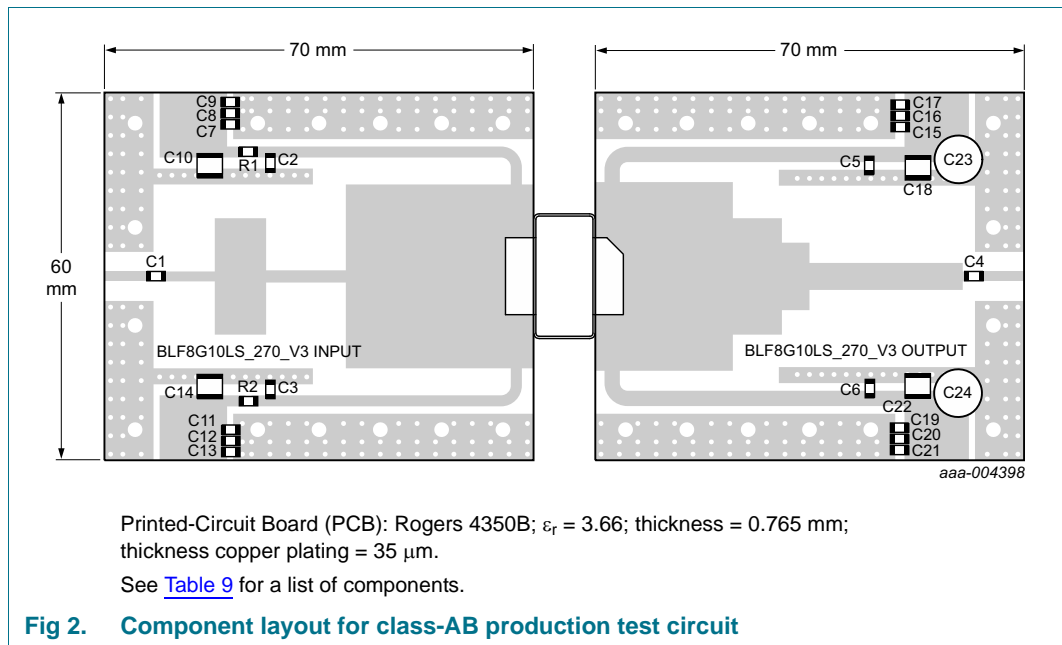 70 mm
70 mm
60
mm
C9
C8
C7
C10
R1
C2
C1
BLF8G10LS_270_V3 INPUT
C14
R2
C3
C11
C12
C13
C17
C16
C15
C5
C23
C18
C4
BLF8G10LS_270_V3 OUTPUT
C6
C24
C22
C19
C20
C21
aaa-004398
Printed-Circuit Board (PCB): Rogers 4350B; εr = 3.66; thickness = 0.765 mm;
thickness copper plating = 35 μm.
See Table 9 for a list of components.
Fig 2. Component layout for class-AB production test circuit